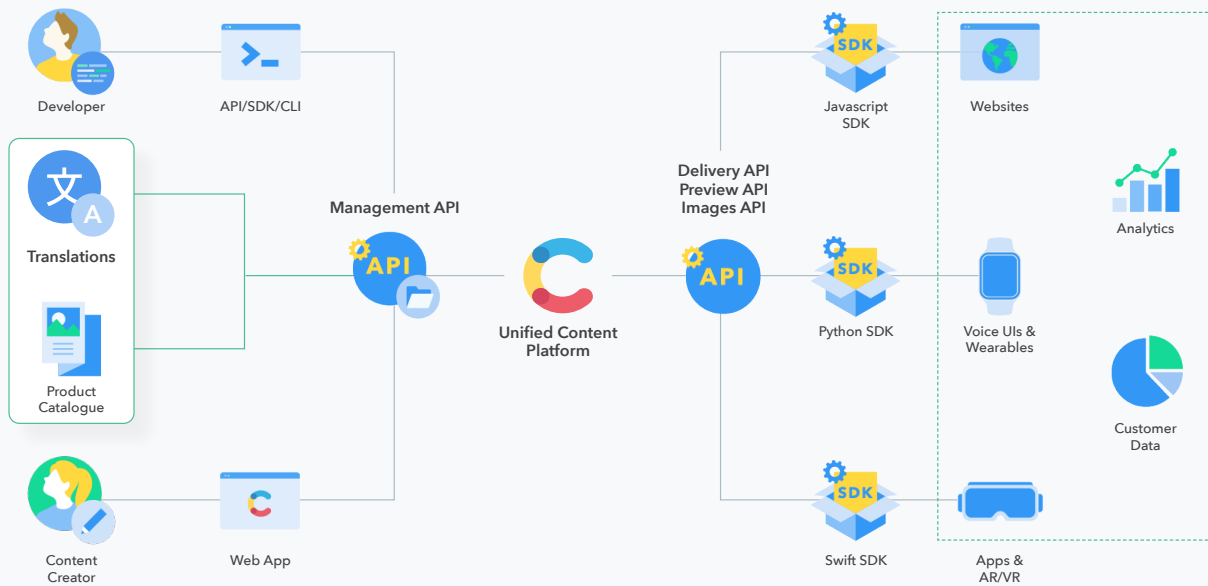 Developer
API/SDK/CLI
SDK
Javascript
SDK
Websites
文
A
Translations
Management API
API
Delivery API
Preview API
Images API
API
Unified Content
Platform
SDK
Python SDK
Voice UIs &
Wearables
Analytics
Product
Catalogue
Customer
Data
Content
Creator
Web App
SDK
Swift SDK
Apps &
AR/VR